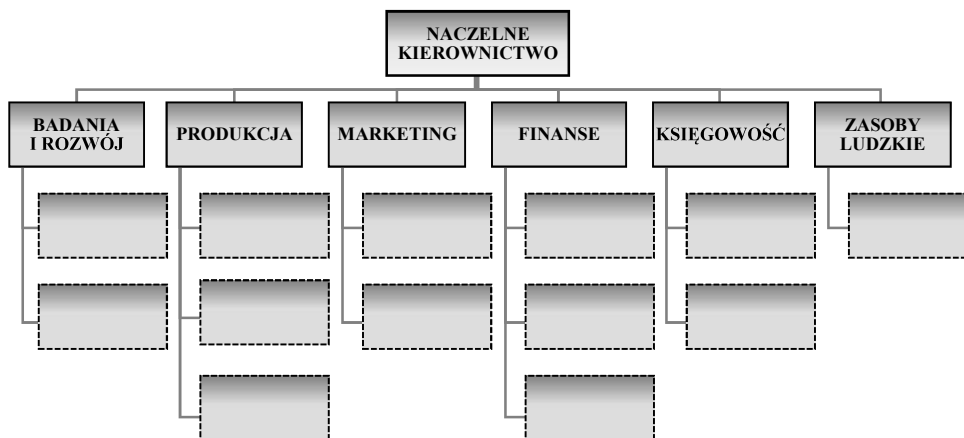 NACZELNE
KIEROWNICTWO
BADANIA
I ROZWÓJ
PRODUKCJA
MARKETING
FINANSE
KSIĘGOWOŚĆ
ZASOBY
LUDZKIE